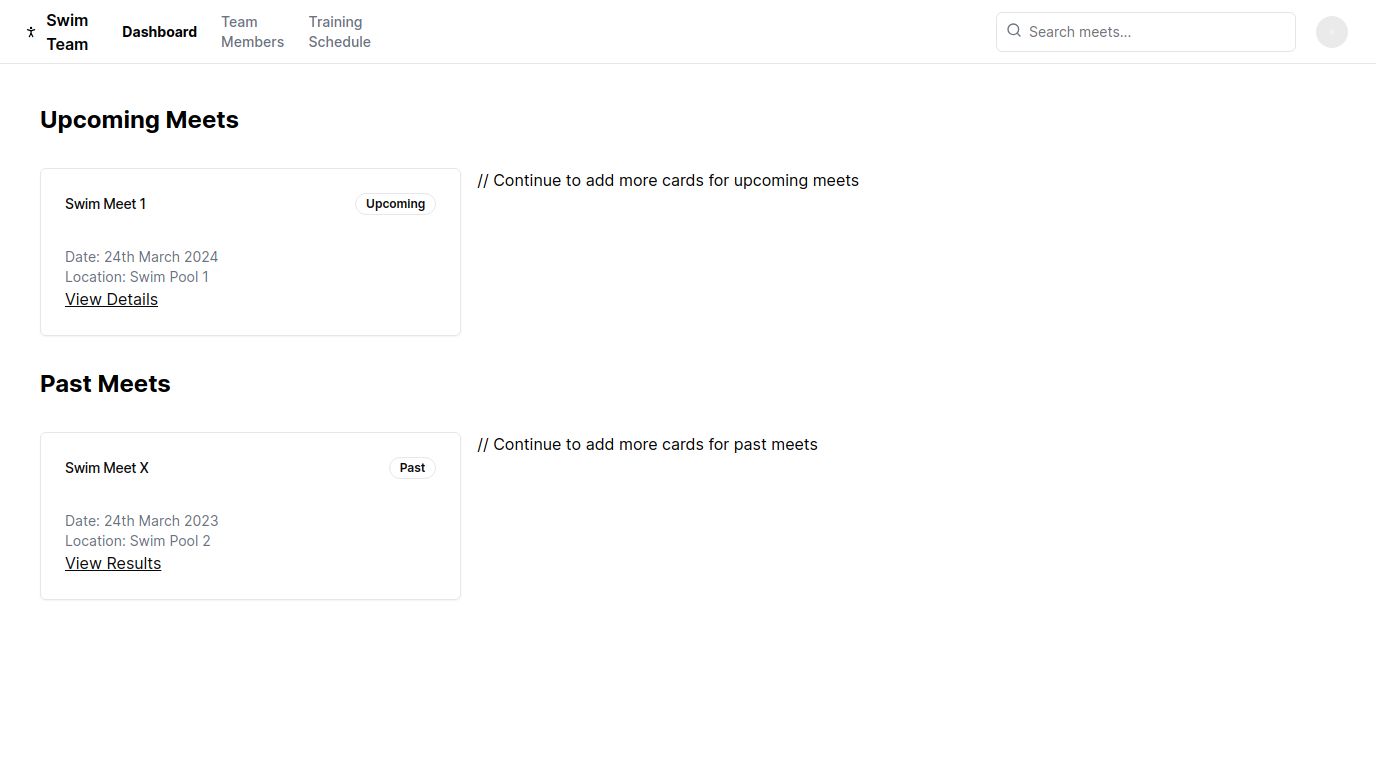 Swim
Team
Dashboard
Team
Members
Training
Schedule
Search meets...
Upcoming Meets
Swim Meet 1
Upcoming
Date: 24th March 2024
Location: Swim Pool 1
View Details
// Continue to add more cards for upcoming meets
Past Meets
Swim Meet X
Past
Date: 24th March 2023
Location: Swim Pool 2
View Results
// Continue to add more cards for past meets